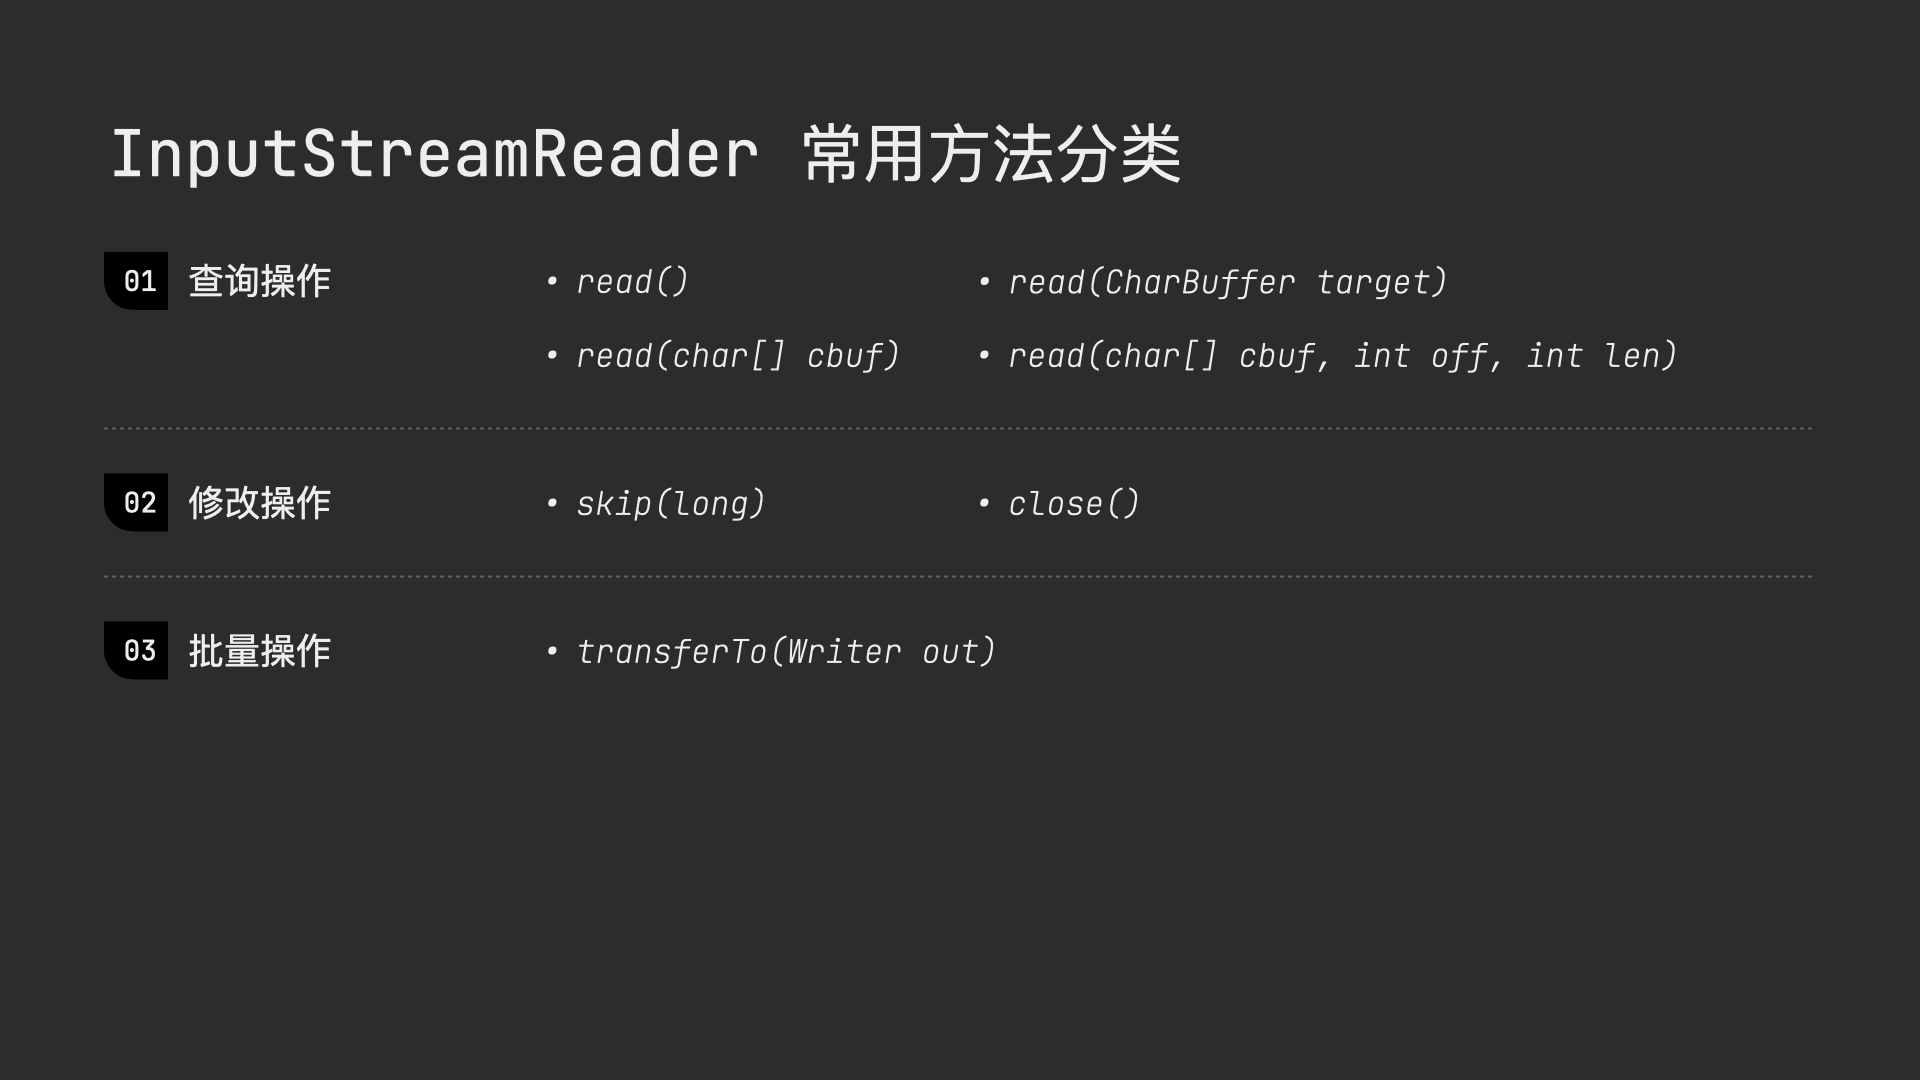 InputStreamReader 常用方法分类
01 查询操作
• read()
• read(CharBuffer target)
• read(char[] cbuf)
• read(char[] cbuf, int off, int len)
02 修改操作
• skip(long)
• close()
03 批量操作
• transferTo(Writer out)